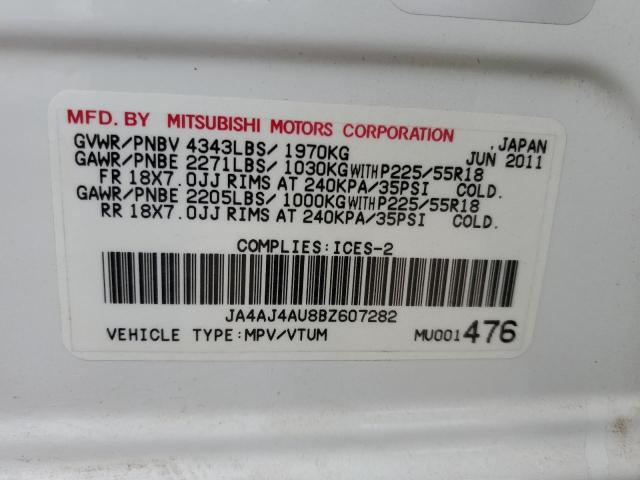 MFD. BY MITSUBISHI MOTORS CORPORATION, JAPAN
GVWR/PNBV 4343LBS/ 1970KG JUN 2011
GAWR/PNBE 2271LBS/ 1030KG WITH P225/55R18
FR 18X7.0JJ RIMS AT 240KPA/35PSI COLD.
GAWR/PNBE 2205LBS/ 1000KG WITH P225/55R18
RR 18X7.0JJ RIMS AT 240KPA/35PSI COLD.
COMPLIES:ICES-2
JA4AJ4AU8BZ607282
VEHICLE TYPE:MPV/VTUM MU001476